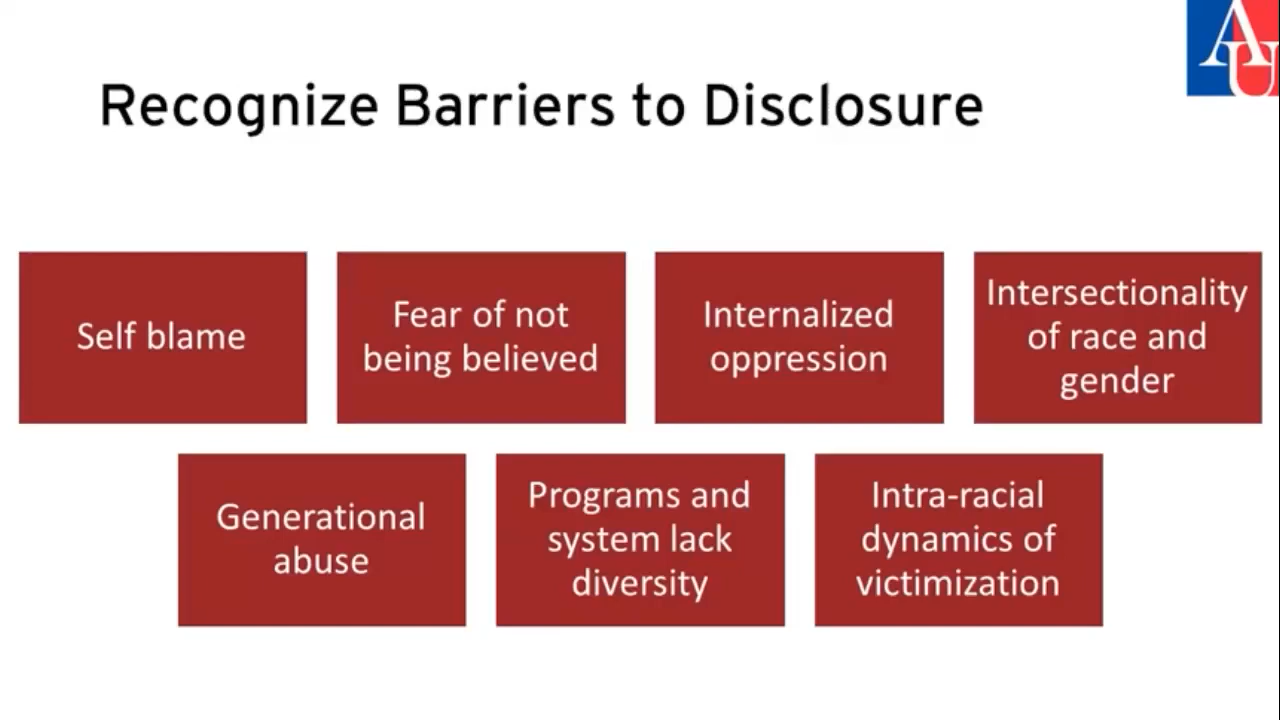 AU
Recognize Barriers to Disclosure
Self blame
Fear of not
being believed
Internalized
oppression
Intersectionality
of race and
gender
Generational
abuse
Programs and
system lack
diversity
Intra-racial
dynamics of
victimization